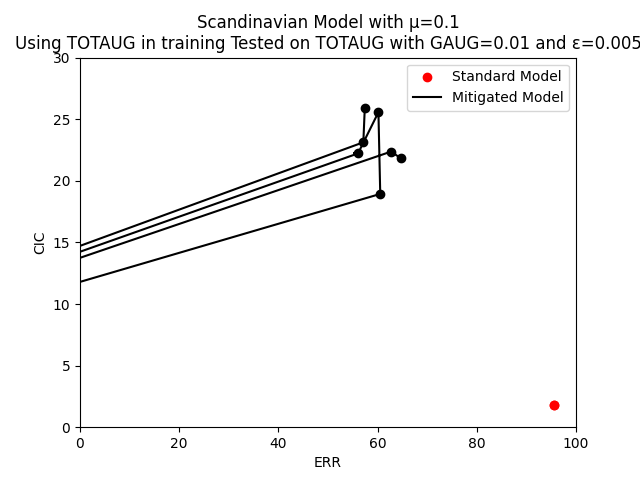 Scandinavian Model with μ=0.1
Using TOTAUG in training Tested on TOTAUG with GAUG=0.01 and ε=0.005
30
25
20
15
10
5
0
CIC
Standard Model
Mitigated Model
0 20 40 60 80 100
ERR